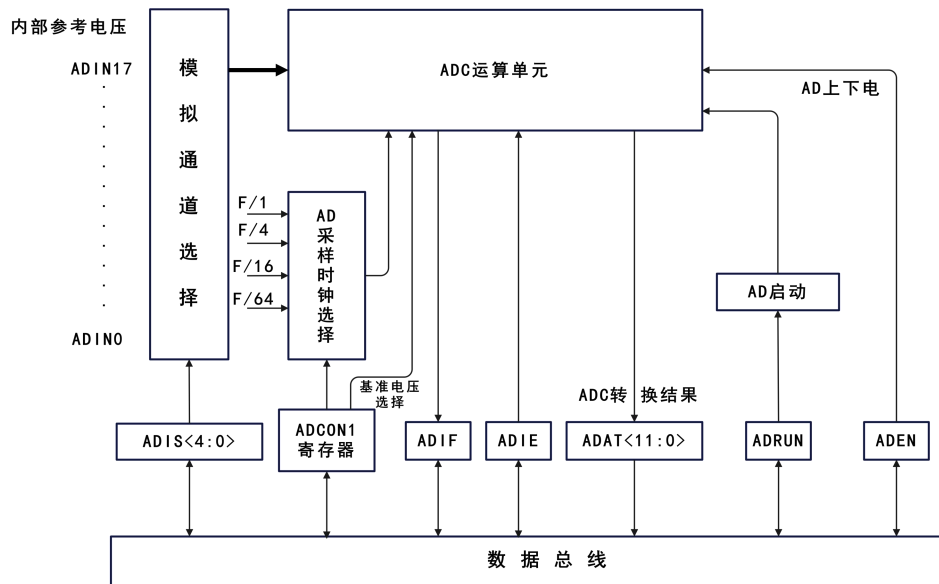 内部参考电压
ADIN17
ADIN0
模拟通道选择
ADC运算单元
AD上下电
F/1
F/4
F/16
F/64
AD
采样时钟选择
AD启动
基准电压
选择
ADC转换结果
ADIS<4:0>
ADCON1
寄存器
ADIF
ADIE
ADAT<11:0>
ADRUN
ADEN
数据总线